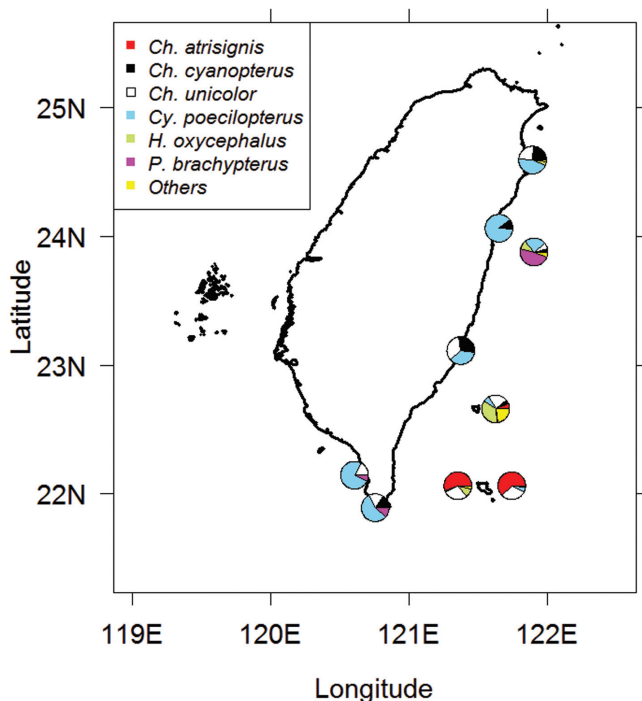 Ch. atrisignis
Ch. cyanopterus
Ch. unicolor
Cy. poecilopterus
H. oxycephalus
P. brachypterus
Others
25N
24N
23N
22N
Latitude
119E 120E 121E 122E
Longitude